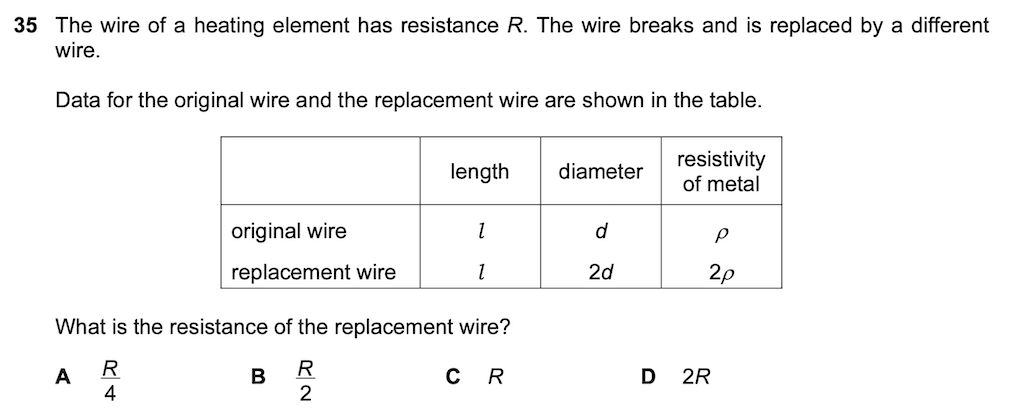 35 The wire of a heating element has resistance R. The wire breaks and is replaced by a different
wire.
Data for the original wire and the replacement wire are shown in the table.
length diameter resistivity
of metal
original wire l d ρ
replacement wire l 2d 2ρ
What is the resistance of the replacement wire?
A R/4 B R/2 C R D 2R